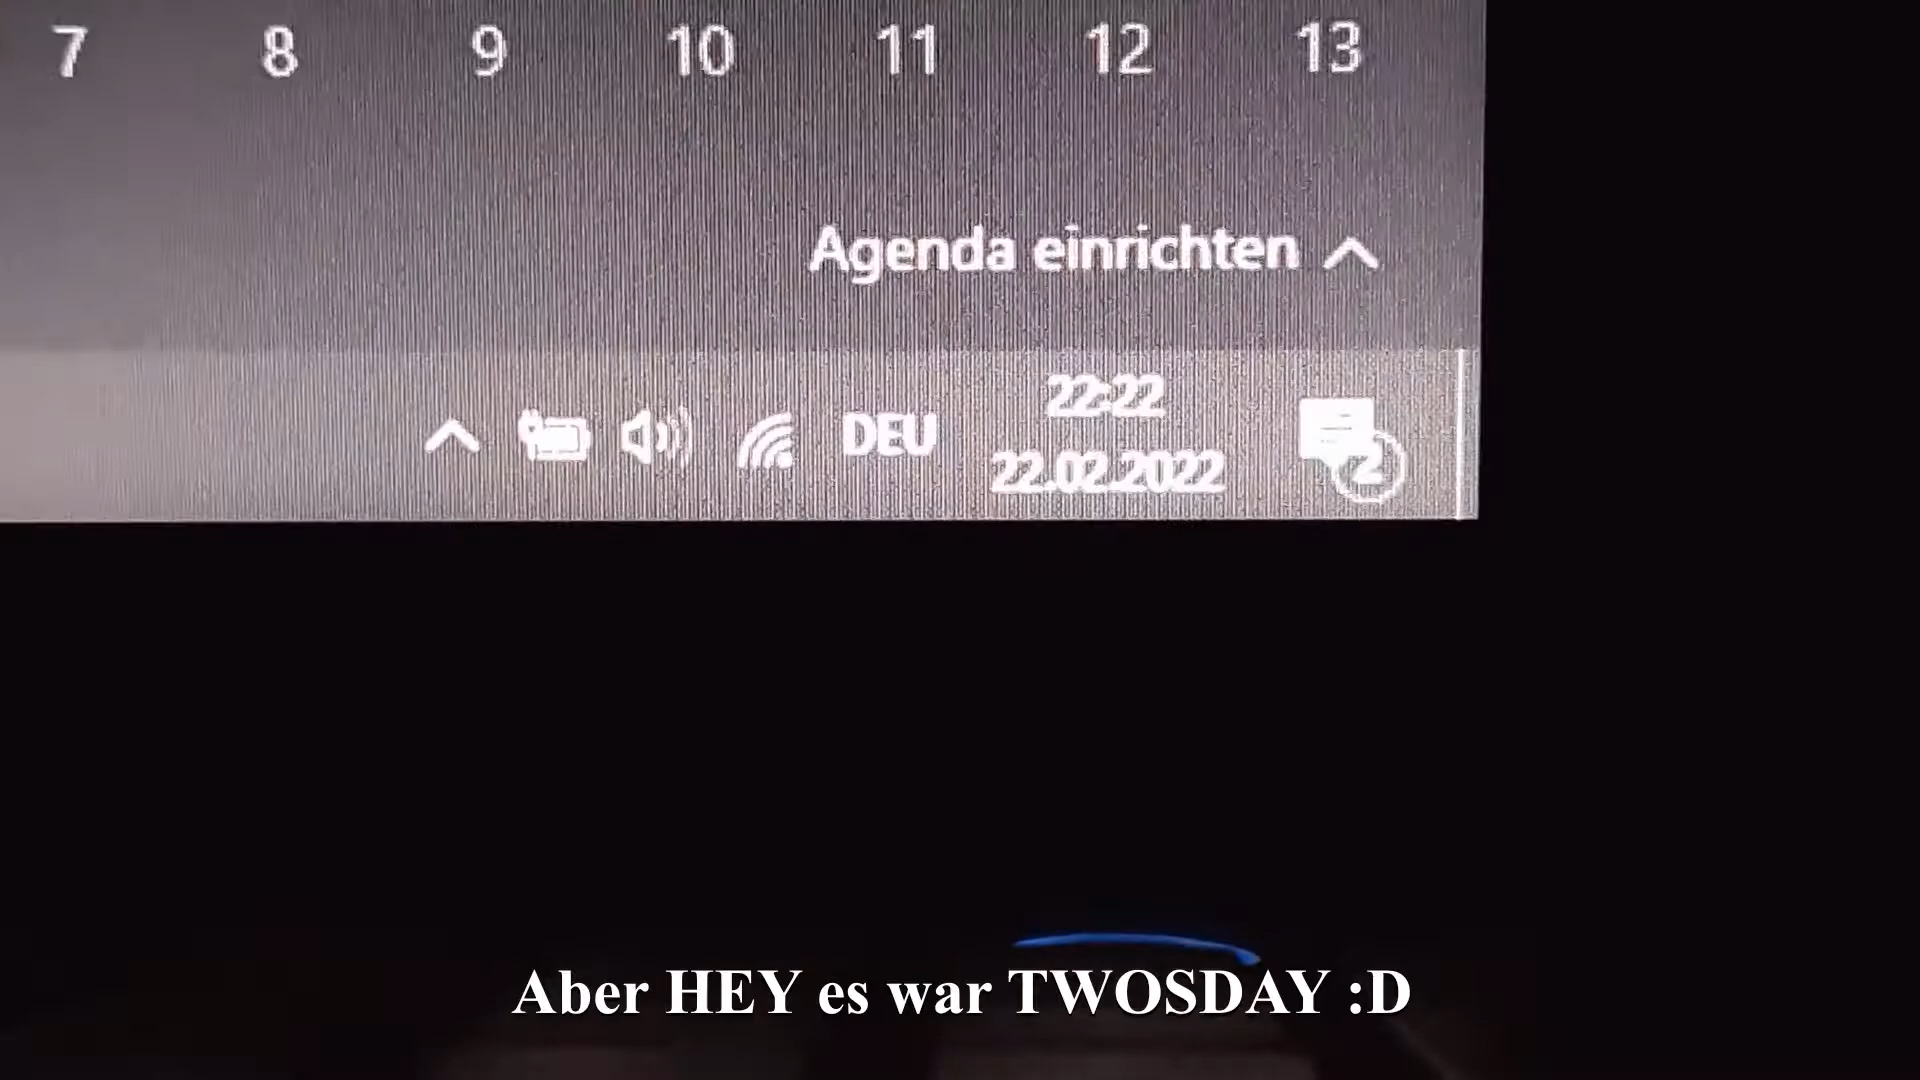 7 8 9 10 11 12 13
Agenda einrichten
DEU
22:22
22.02.2022
2
Aber HEY es war TWOSDAY :D